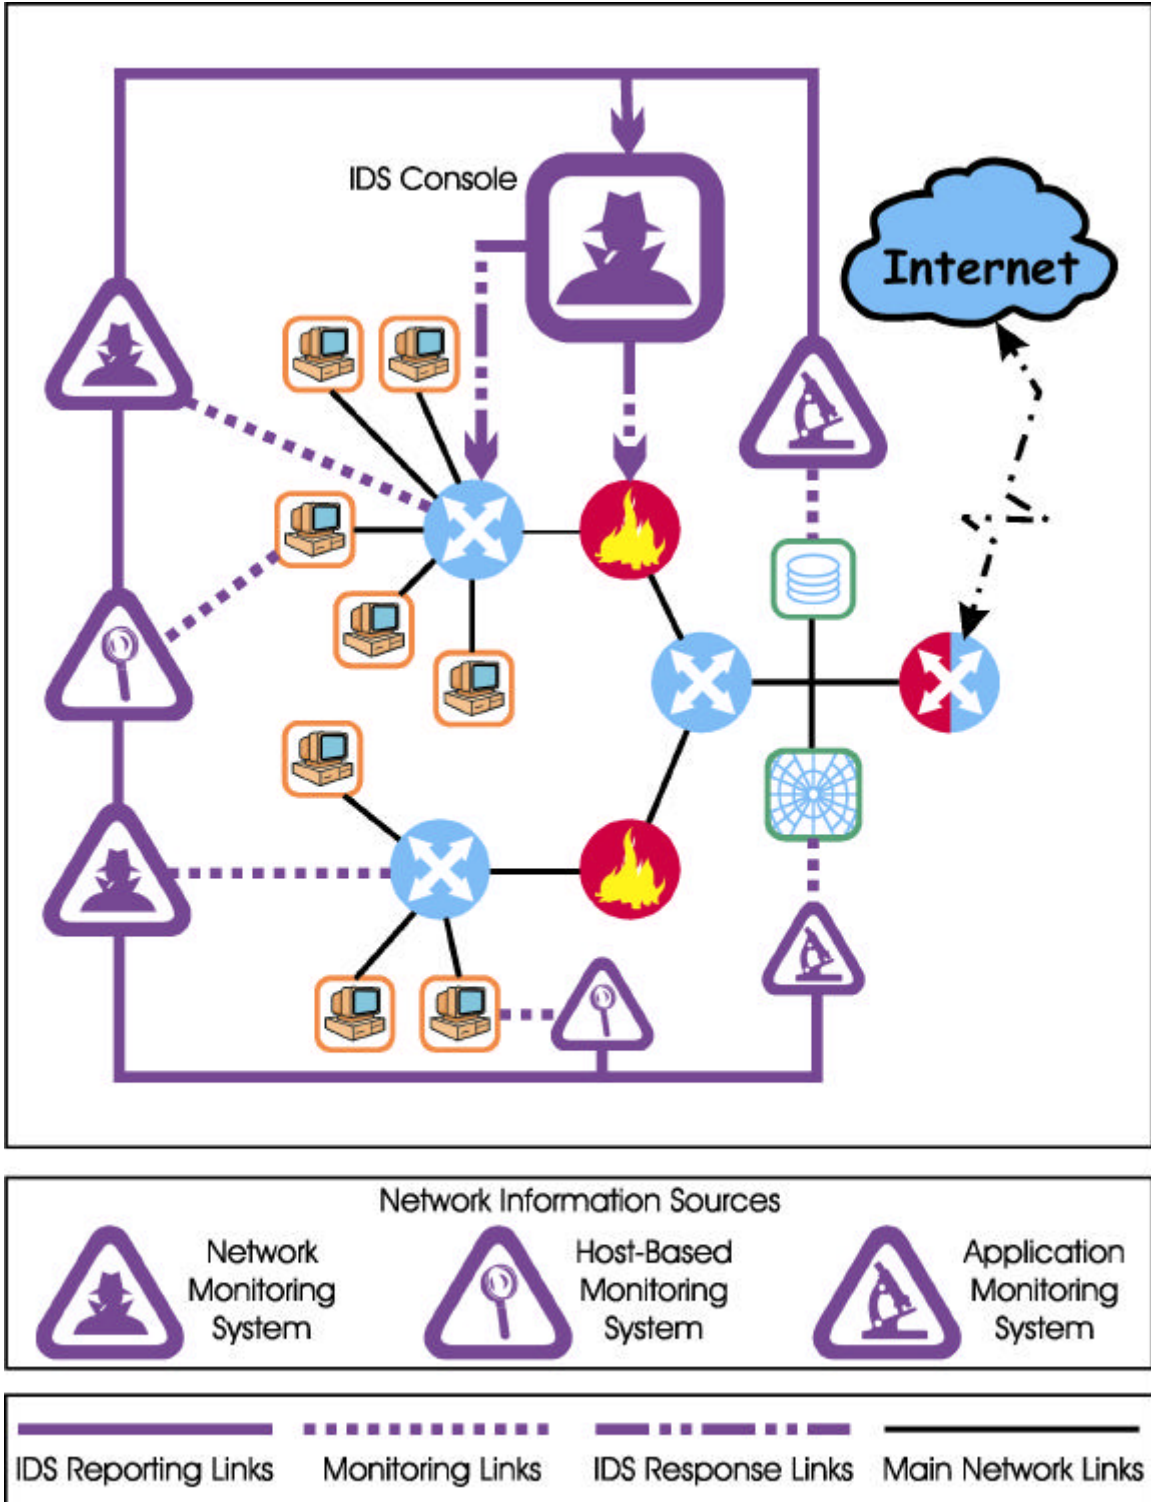 IDS Console
Internet
Network Information Sources
Network
Monitoring
System
Host-Based
Monitoring
System
Application
Monitoring
System
IDS Reporting Links
Monitoring Links
IDS Response Links
Main Network Links